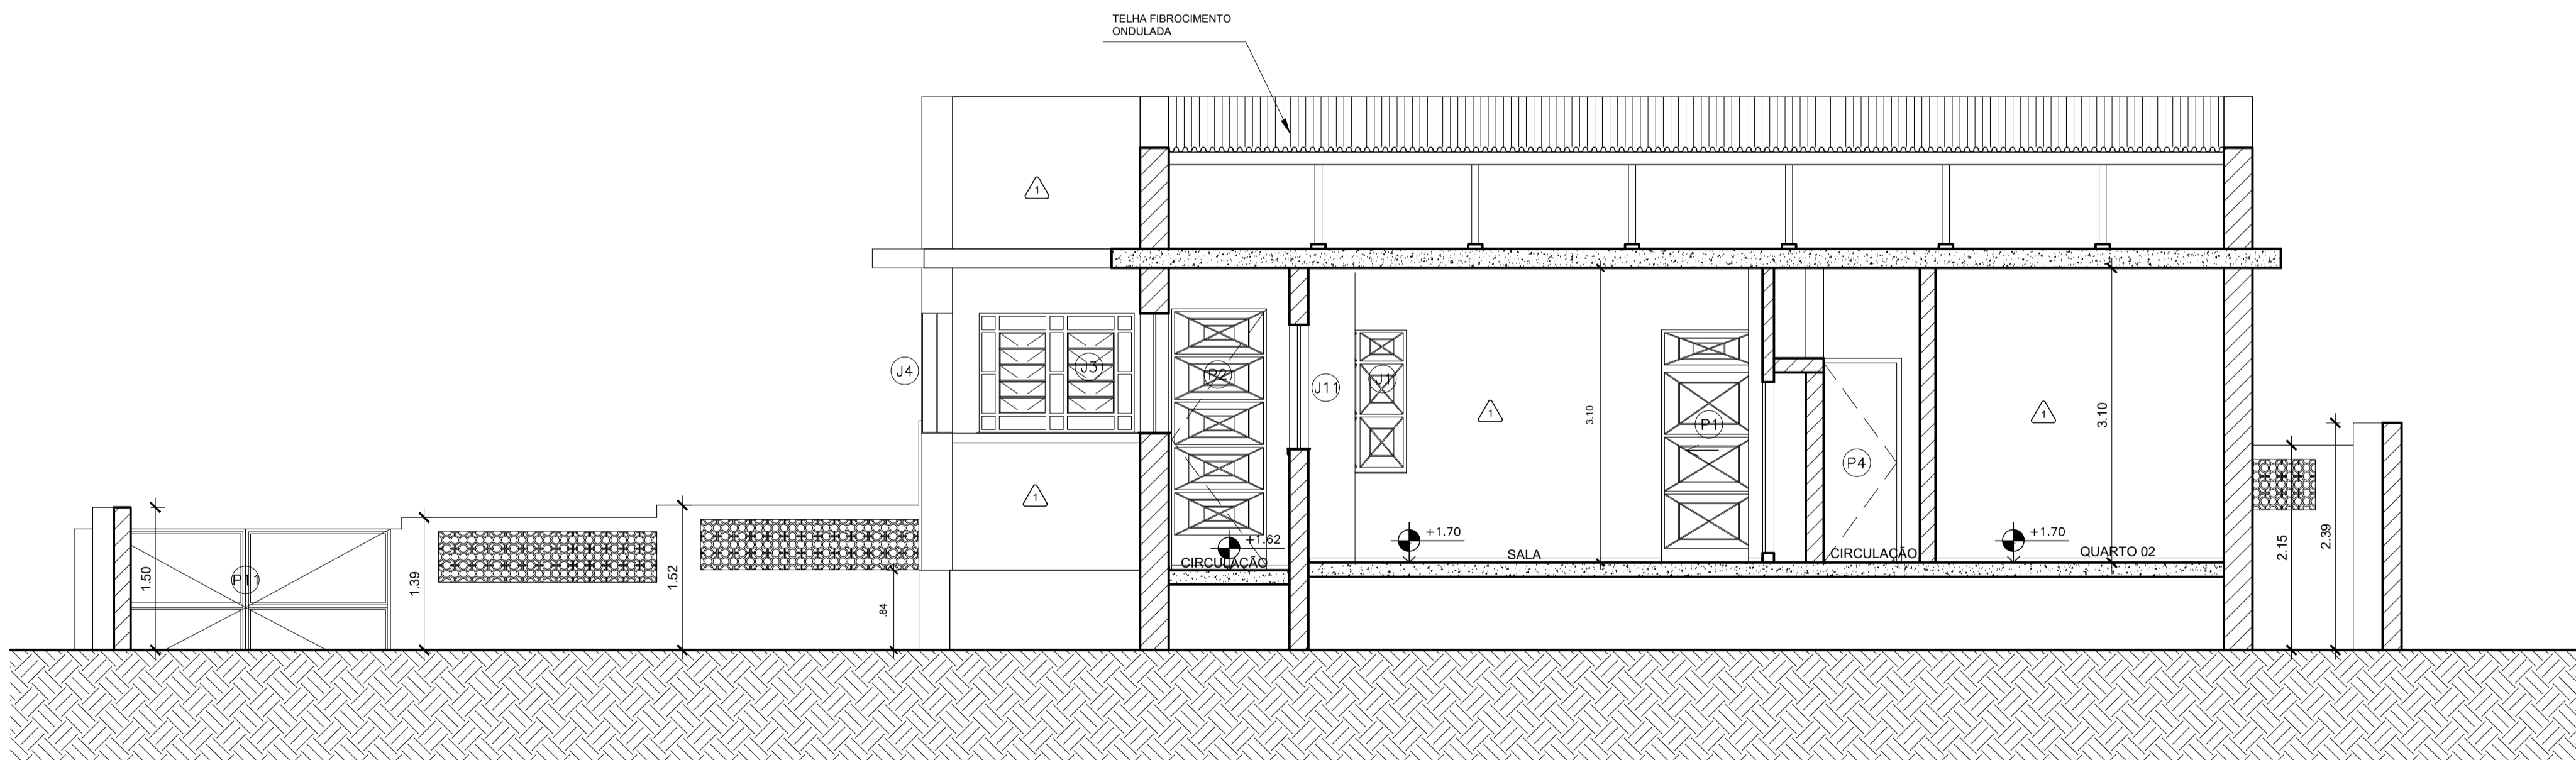 TELHA FIBROCIMENTO
ONDULADA
1
J4
J3
P2
J11
J1
1
3.10
P1
P4
1
3.10
1
+1.62
CIRCULAÇÃO
+1.70
SALA
CIRCULAÇÃO
+1.70
QUARTO 02
1.50
P11
1.39
1.52
.84
2.15
2.39